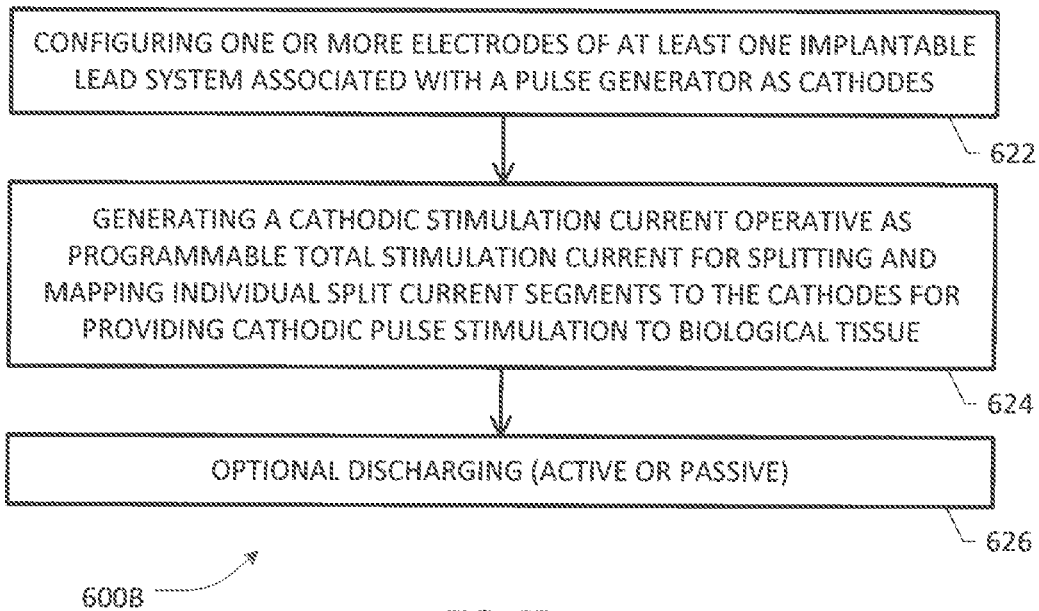 CONFIGURING ONE OR MORE ELECTRODES OF AT LEAST ONE IMPLANTABLE
LEAD SYSTEM ASSOCIATED WITH A PULSE GENERATOR AS CATHODES
622
GENERATING A CATHODIC STIMULATION CURRENT OPERATIVE AS
PROGRAMMABLE TOTAL STIMULATION CURRENT FOR SPLITTING AND
MAPPING INDIVIDUAL SPLIT CURRENT SEGMENTS TO THE CATHODES FOR
PROVIDING CATHODIC PULSE STIMULATION TO BIOLOGICAL TISSUE
624
OPTIONAL DISCHARGING (ACTIVE OR PASSIVE)
626
600B